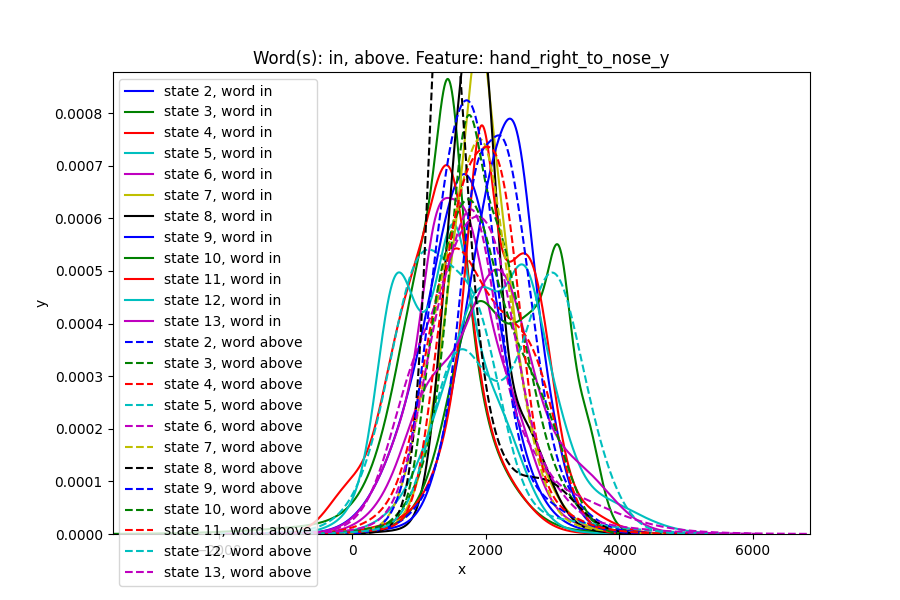 Word(s): in, above. Feature: hand_right_to_nose_y
y
0.0008
0.0007
0.0006
0.0005
0.0004
0.0003
0.0002
0.0001
0.0000
state 2, word in
state 3, word in
state 4, word in
state 5, word in
state 6, word in
state 7, word in
state 8, word in
state 9, word in
state 10, word in
state 11, word in
state 12, word in
state 13, word in
state 2, word above
state 3, word above
state 4, word above
state 5, word above
state 6, word above
state 7, word above
state 8, word above
state 9, word above
state 10, word above
state 11, word above
state 12, word above
state 13, word above
0 2000 4000 6000
x